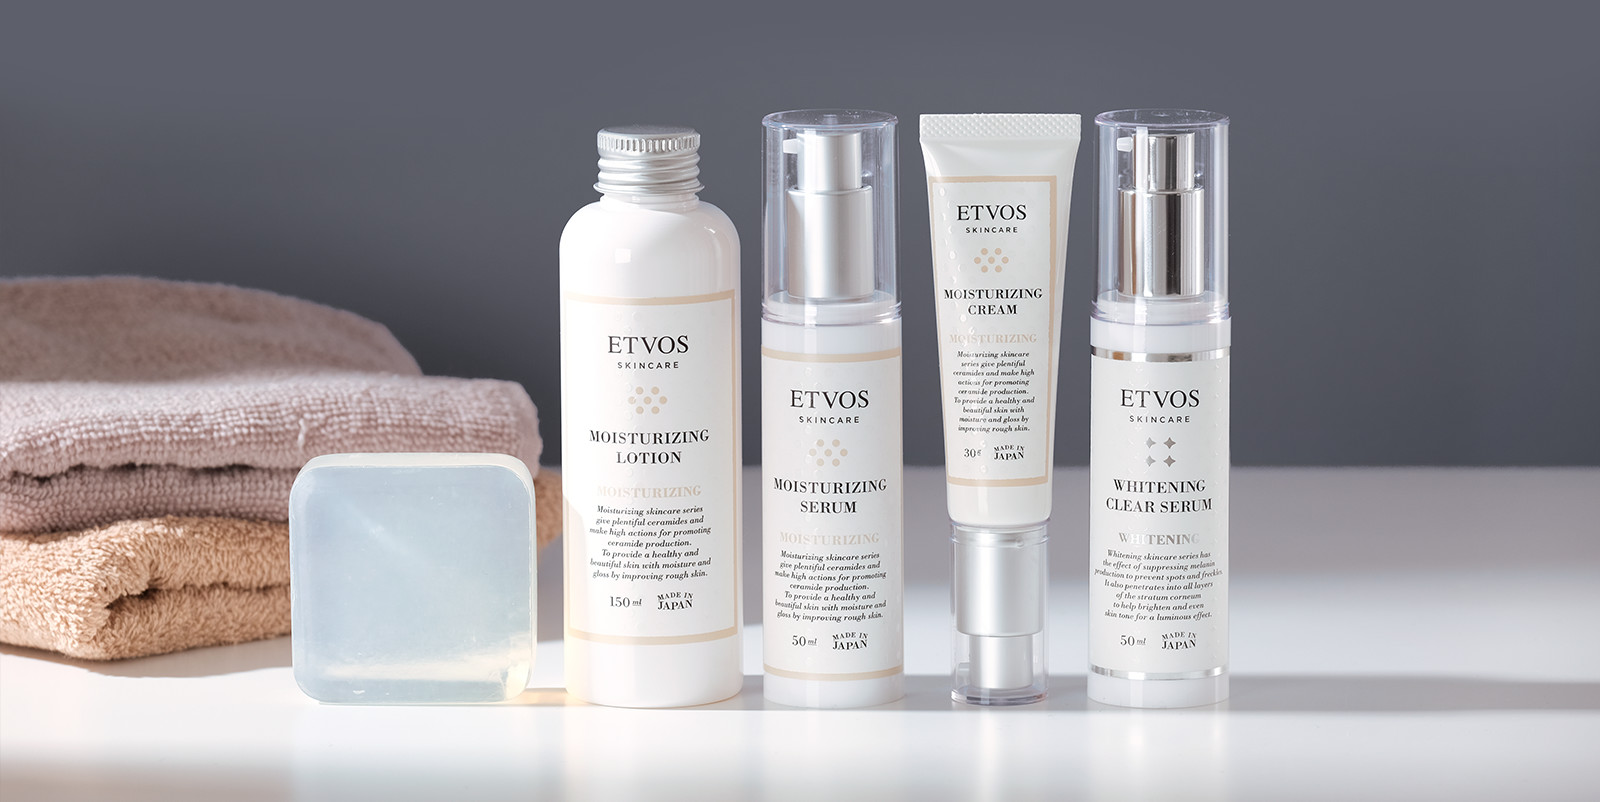 ETVOS
SKINCARE
MOISTURIZING
LOTION
MOISTURIZING
Moisturizing skincare series
give plentiful ceramides and
make high actions for promoting
ceramide production.
To provide a healthy and
beautiful skin with moisture and
gloss by improving rough skin.
150 ml
MADE IN
JAPAN
ETVOS
SKINCARE
MOISTURIZING
SERUM
MOISTURIZING
Moisturizing skincare series
give plentiful ceramides and
make high actions for promoting
ceramide production.
To provide a healthy and
beautiful skin with moisture and
gloss by improving rough skin.
50 ml
MADE IN
JAPAN
ETVOS
SKINCARE
MOISTURIZING
CREAM
MOISTURIZING
Moisturizing skincare
series give plentiful
ceramides and make high
actions for promoting
ceramide production.
To provide a healthy and
beautiful skin with
moisture and gloss by
improving rough skin.
30g
MADE IN
JAPAN
ETVOS
SKINCARE
WHITENING
CLEAR SERUM
WHITENING
Whitening skincare series has
the effect of suppressing melanin
production to prevent spots and freckles.
It also penetrates into all layers
of the stratum corneum
to help brighten and even
skin tone for a luminous effect.
50 ml
MADE IN
JAPAN